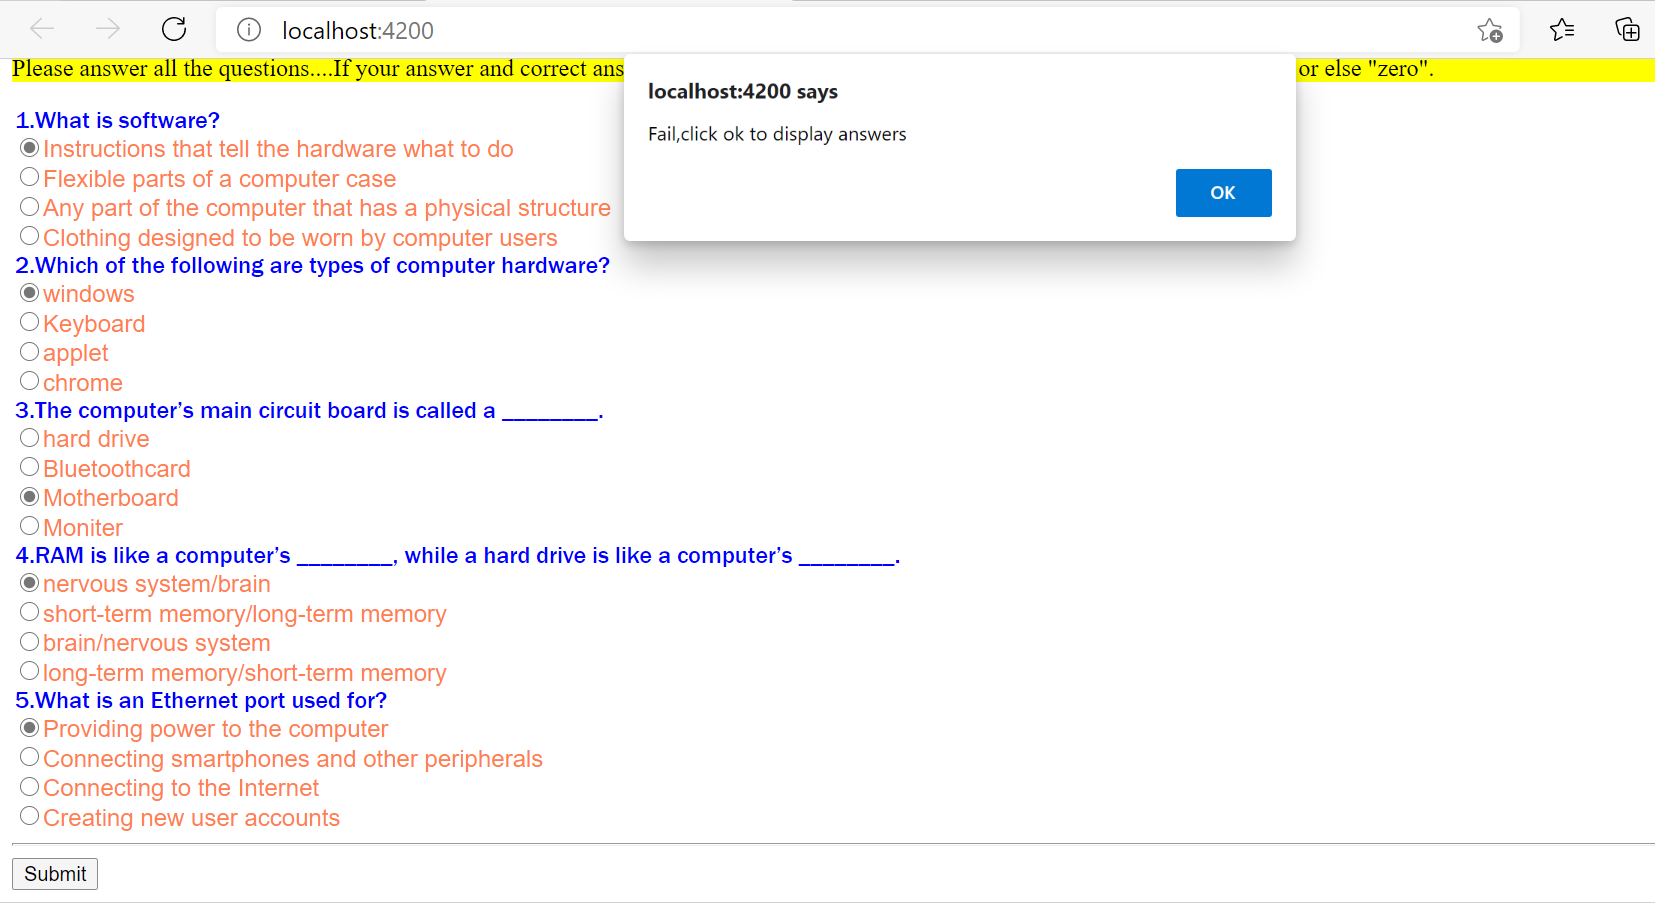 localhost:4200
Please answer all the questions....If your answer and correct ans or else "zero".
localhost:4200 says
Fail,click ok to display answers
OK
1.What is software?
Instructions that tell the hardware what to do
Flexible parts of a computer case
Any part of the computer that has a physical structure
Clothing designed to be worn by computer users
2.Which of the following are types of computer hardware?
windows
Keyboard
applet
chrome
3.The computer’s main circuit board is called a ________.
hard drive
Bluetoothcard
Motherboard
Moniter
4.RAM is like a computer’s ________, while a hard drive is like a computer’s ________.
nervous system/brain
short-term memory/long-term memory
brain/nervous system
long-term memory/short-term memory
5.What is an Ethernet port used for?
Providing power to the computer
Connecting smartphones and other peripherals
Connecting to the Internet
Creating new user accounts
Submit